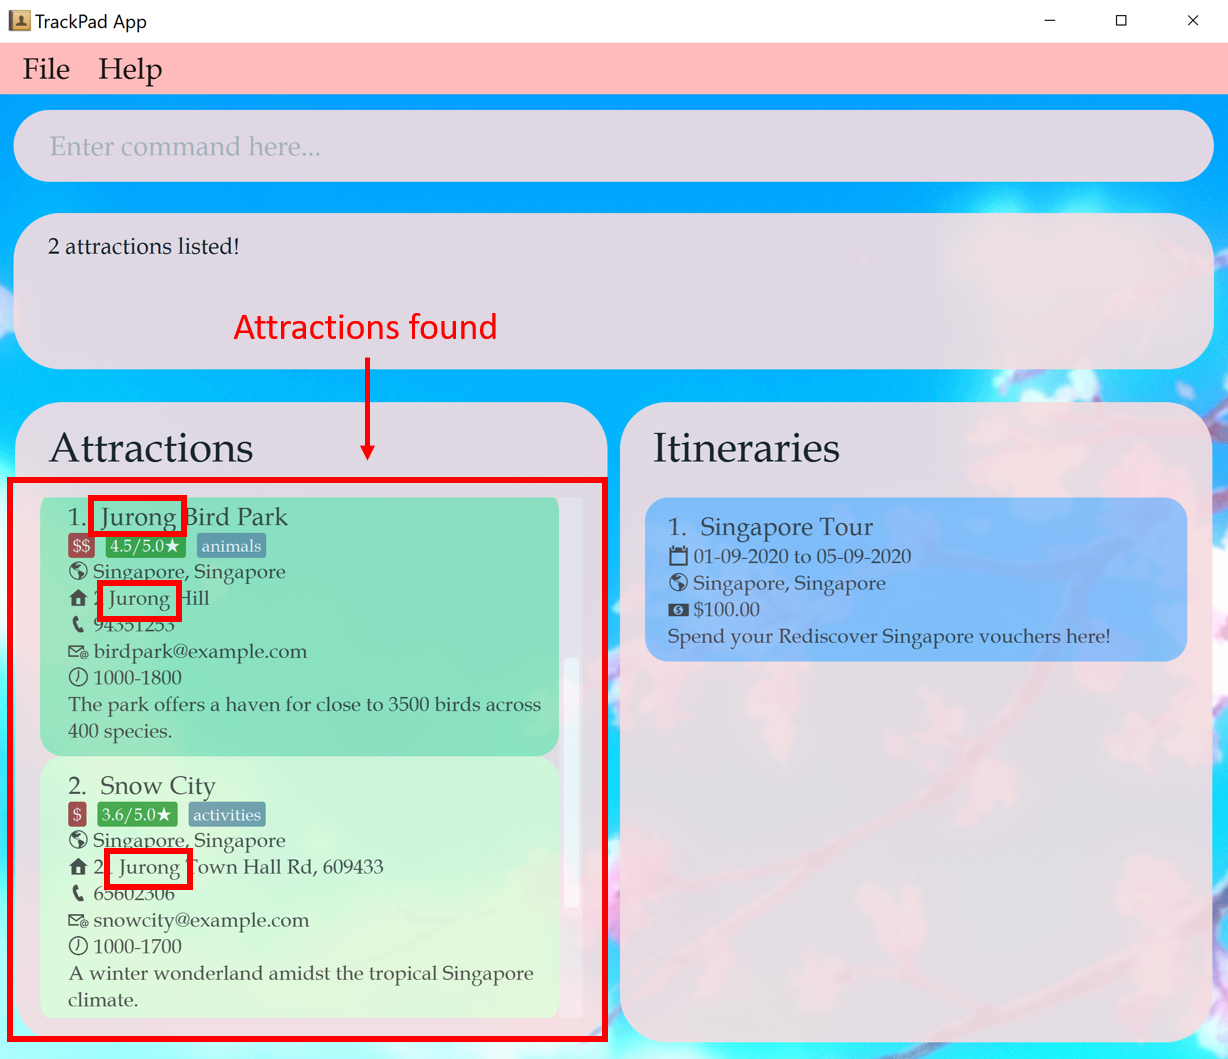 TrackPad App
File Help
Enter command here...
2 attractions listed!
Attractions found
Attractions
1. Jurong Bird Park
$$ 4.5/5.0★ animals
Singapore, Singapore
2 Jurong Hill
94351253
birdpark@example.com
1000-1800
The park offers a haven for close to 3500 birds across
400 species.
2. Snow City
$ 3.6/5.0★ activities
Singapore, Singapore
21 Jurong Town Hall Rd, 609433
65602306
snowcity@example.com
1000-1700
A winter wonderland amidst the tropical Singapore
climate.
Itineraries
1. Singapore Tour
01-09-2020 to 05-09-2020
Singapore, Singapore
$100.00
Spend your Rediscover Singapore vouchers here!